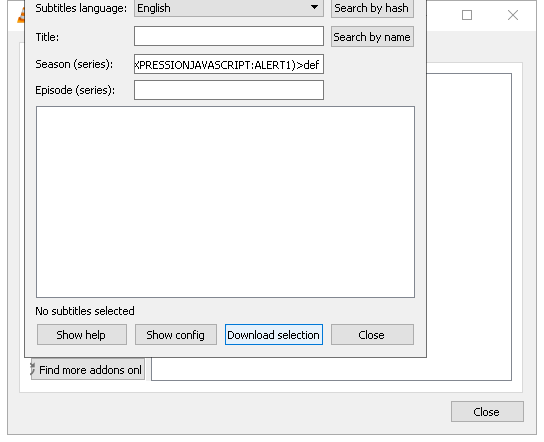 Subtitles language: English Search by hash
Title: Search by name
Season (series): XPRESSIONJAVASCRIPT:ALERT1)>def
Episode (series):
No subtitles selected
Show help Show config Download selection Close
Find more addons onl
Close